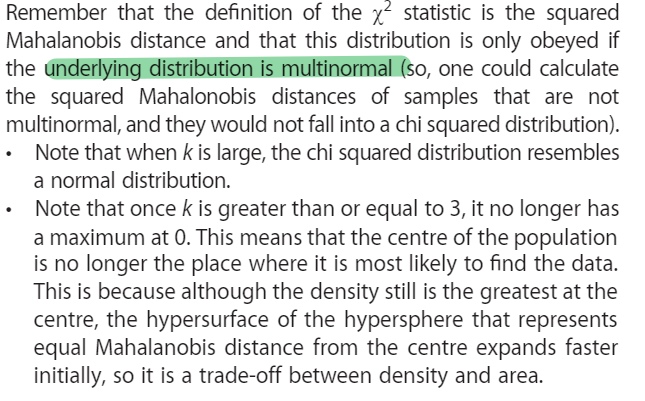 Remember that the definition of the χ² statistic is the squared
Mahalanobis distance and that this distribution is only obeyed if
the underlying distribution is multinormal (so, one could calculate
the squared Mahalonobis distances of samples that are not
multinormal, and they would not fall into a chi squared distribution).
• Note that when k is large, the chi squared distribution resembles
a normal distribution.
• Note that once k is greater than or equal to 3, it no longer has
a maximum at 0. This means that the centre of the population
is no longer the place where it is most likely to find the data.
This is because although the density still is the greatest at the
centre, the hypersurface of the hypersphere that represents
equal Mahalanobis distance from the centre expands faster
initially, so it is a trade-off between density and area.